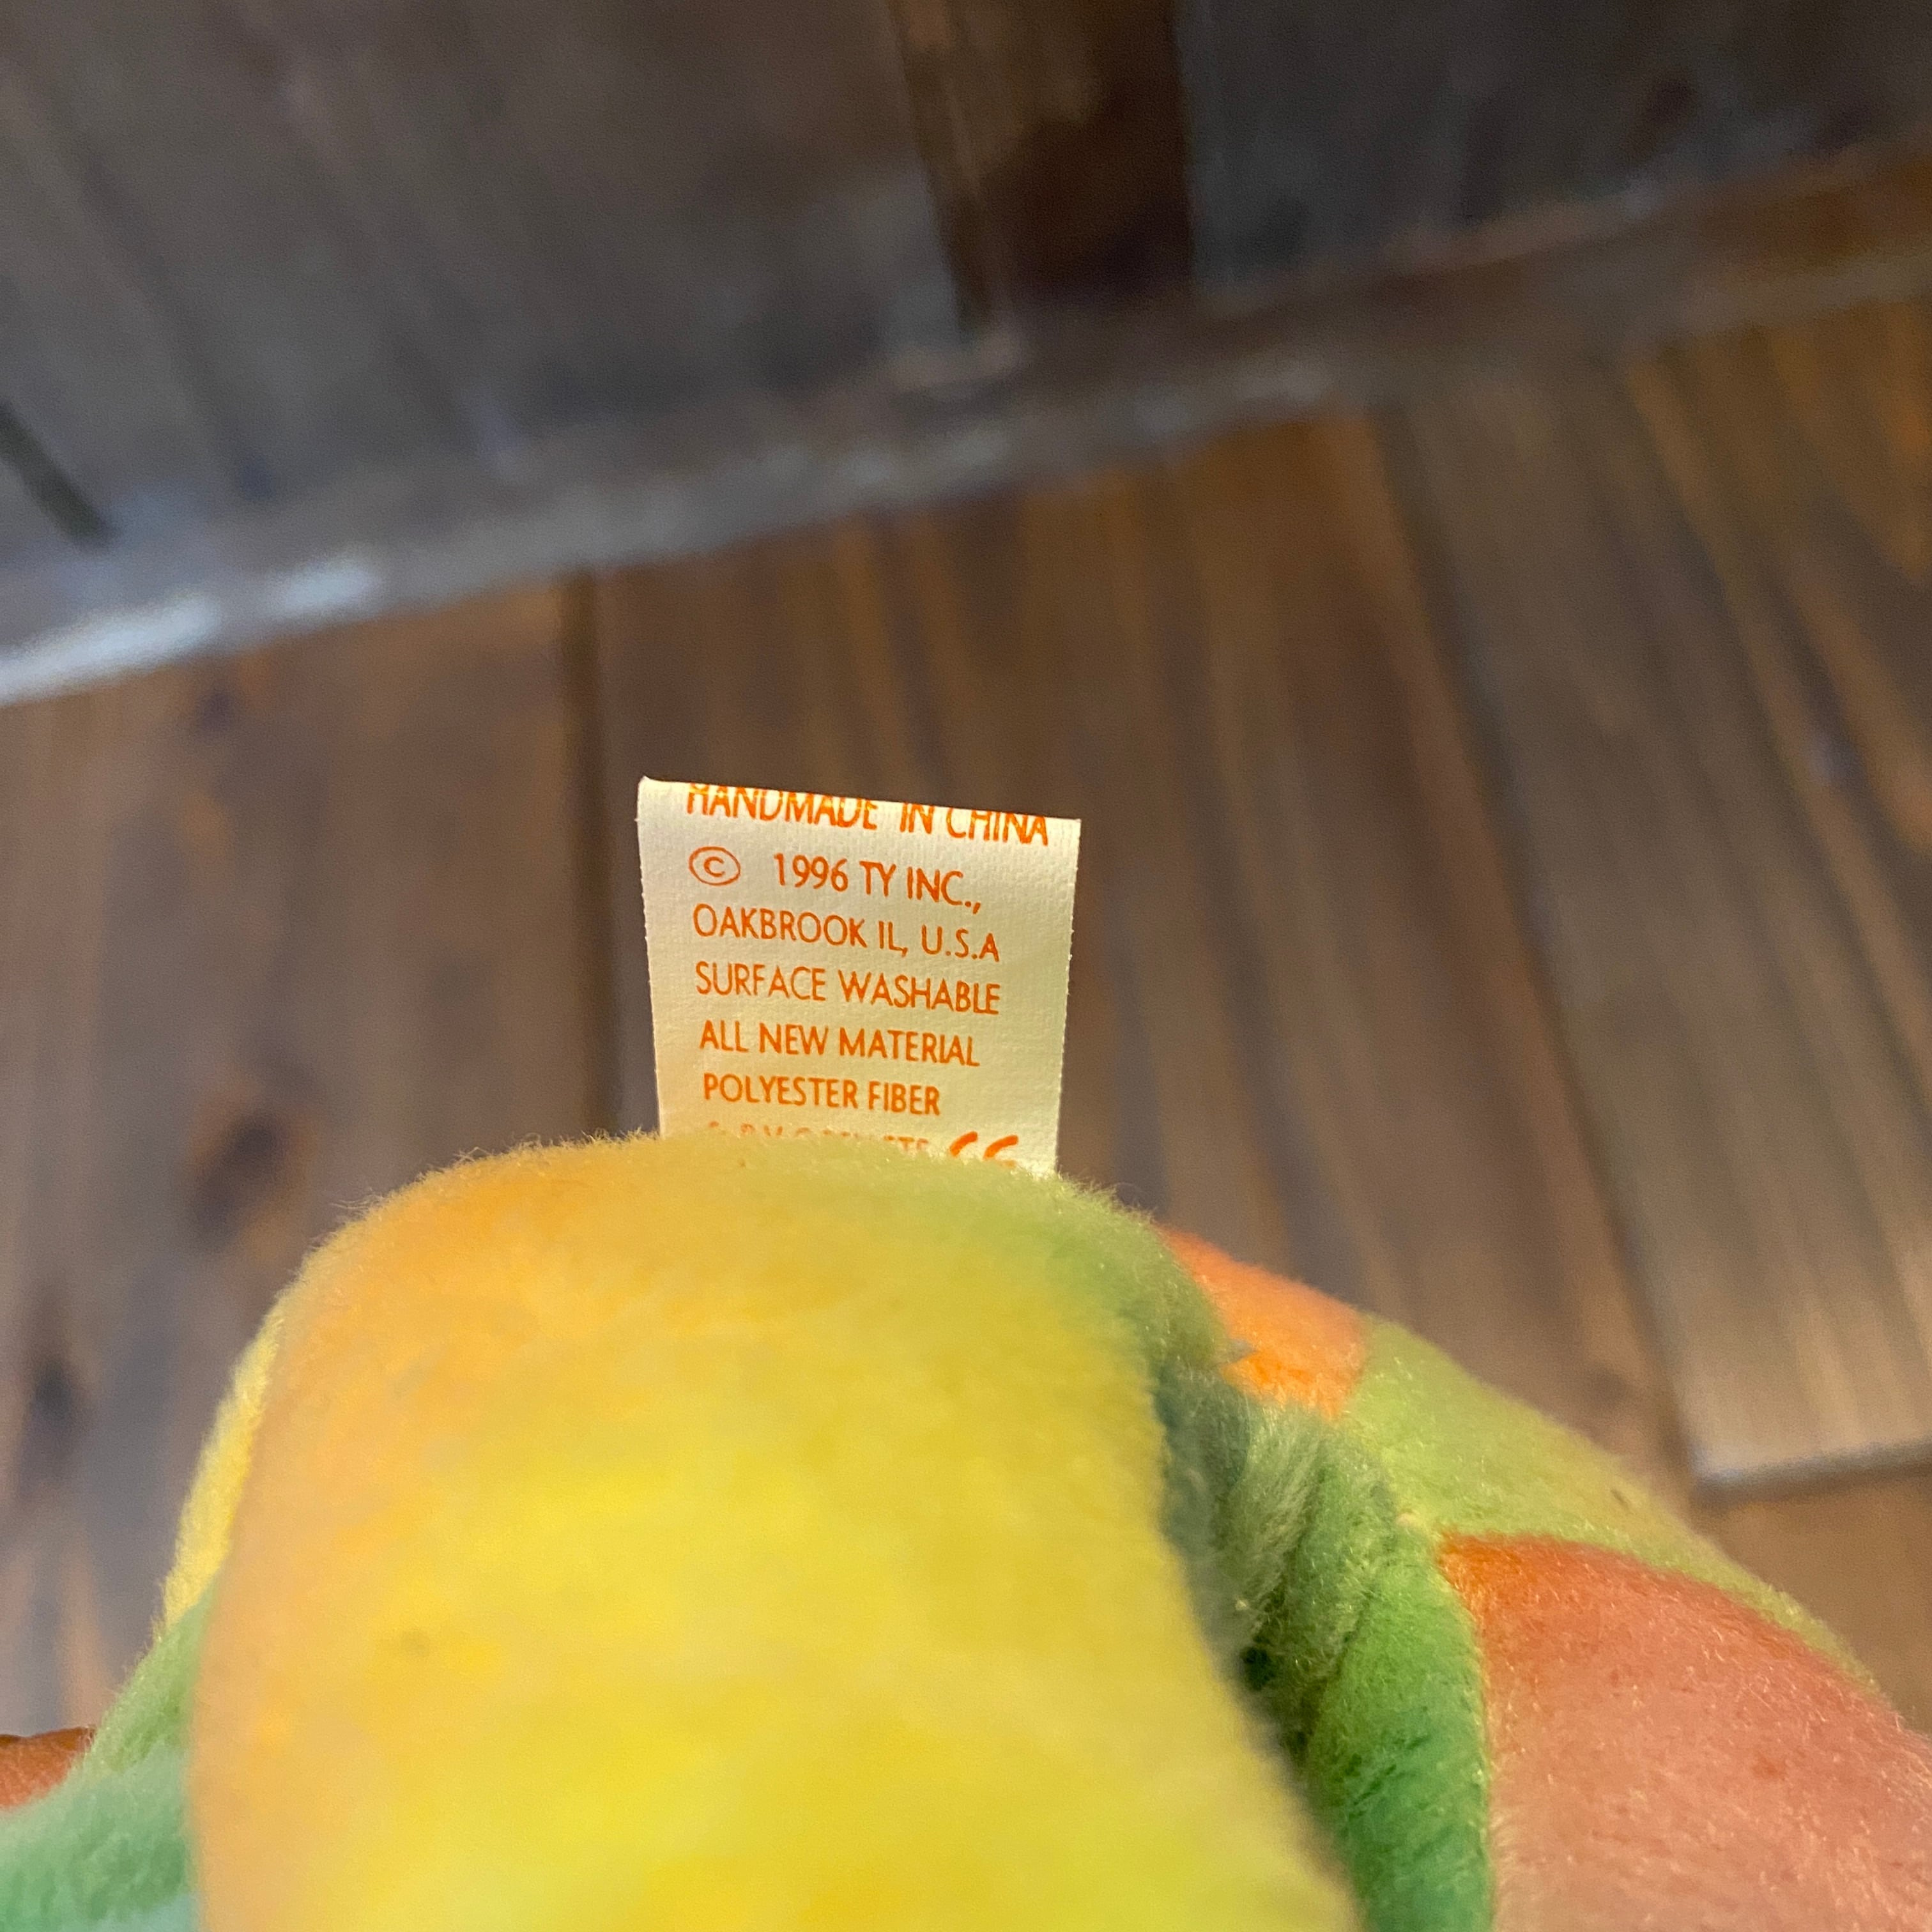 HANDMADE IN CHINA
© 1996 TY INC.,
OAKBROOK IL, U.S.A
SURFACE WASHABLE
ALL NEW MATERIAL
POLYESTER FIBER